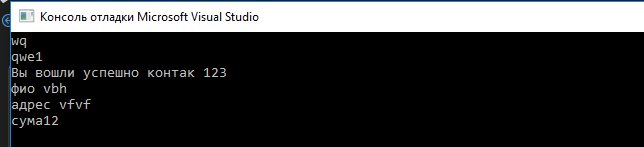 Консоль отладки Microsoft Visual Studio
wq
qwe1
Вы вошли успешно контак 123
фио vbh
адрес vfvf
сума12